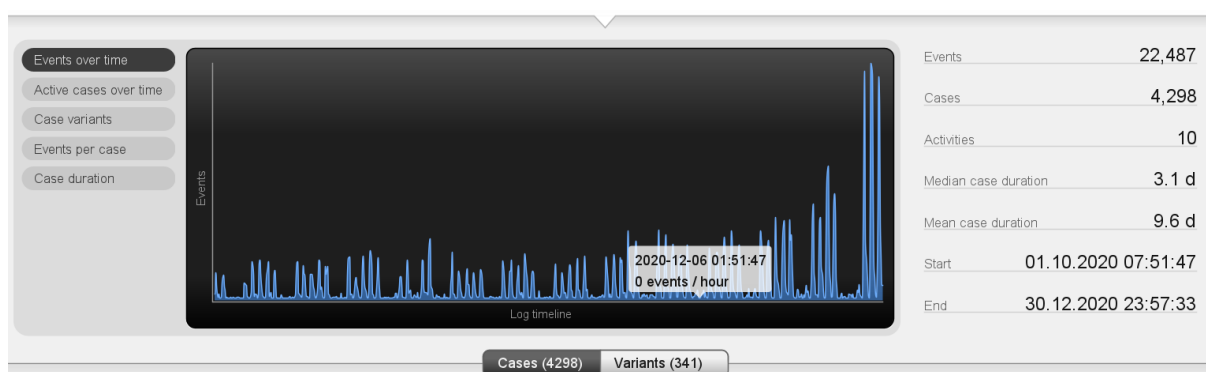 Events over time
Active cases over time
Case variants
Events per case
Case duration
Events
2020-12-06 01:51:47
0 events / hour
Log timeline
Events 22,487
Cases 4,298
Activities 10
Median case duration 3.1 d
Mean case duration 9.6 d
Start 01.10.2020 07:51:47
End 30.12.2020 23:57:33
Cases (4298) Variants (341)